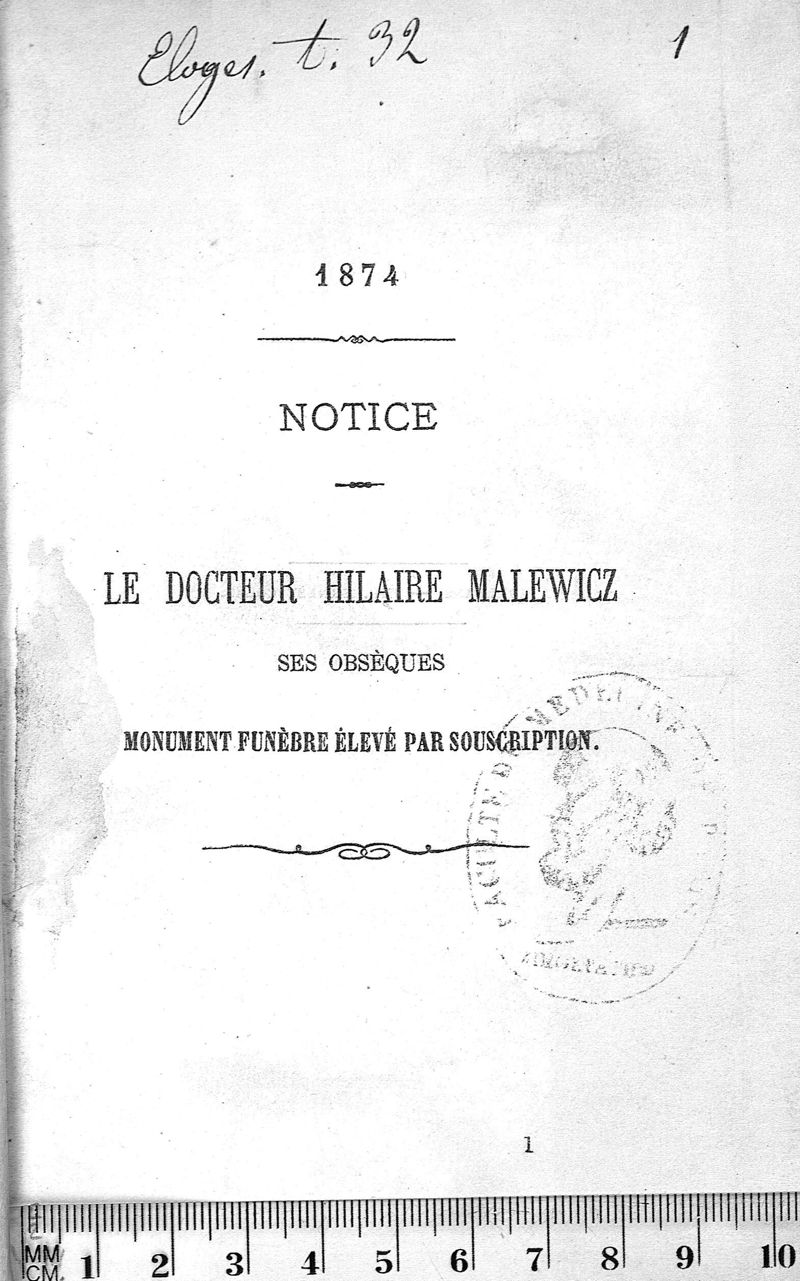 Eloges. t. 32
1
1874
NOTICE
LE DOCTEUR HILAIRE MALEWICZ
SES OBSÈQUES
MONUMENT FUNÈBRE ÉLEVÉ PAR SOUSCRIPTION.
MEDECINE
1
MM
CM.
1 2 3 4 5 6 7 8 9 10